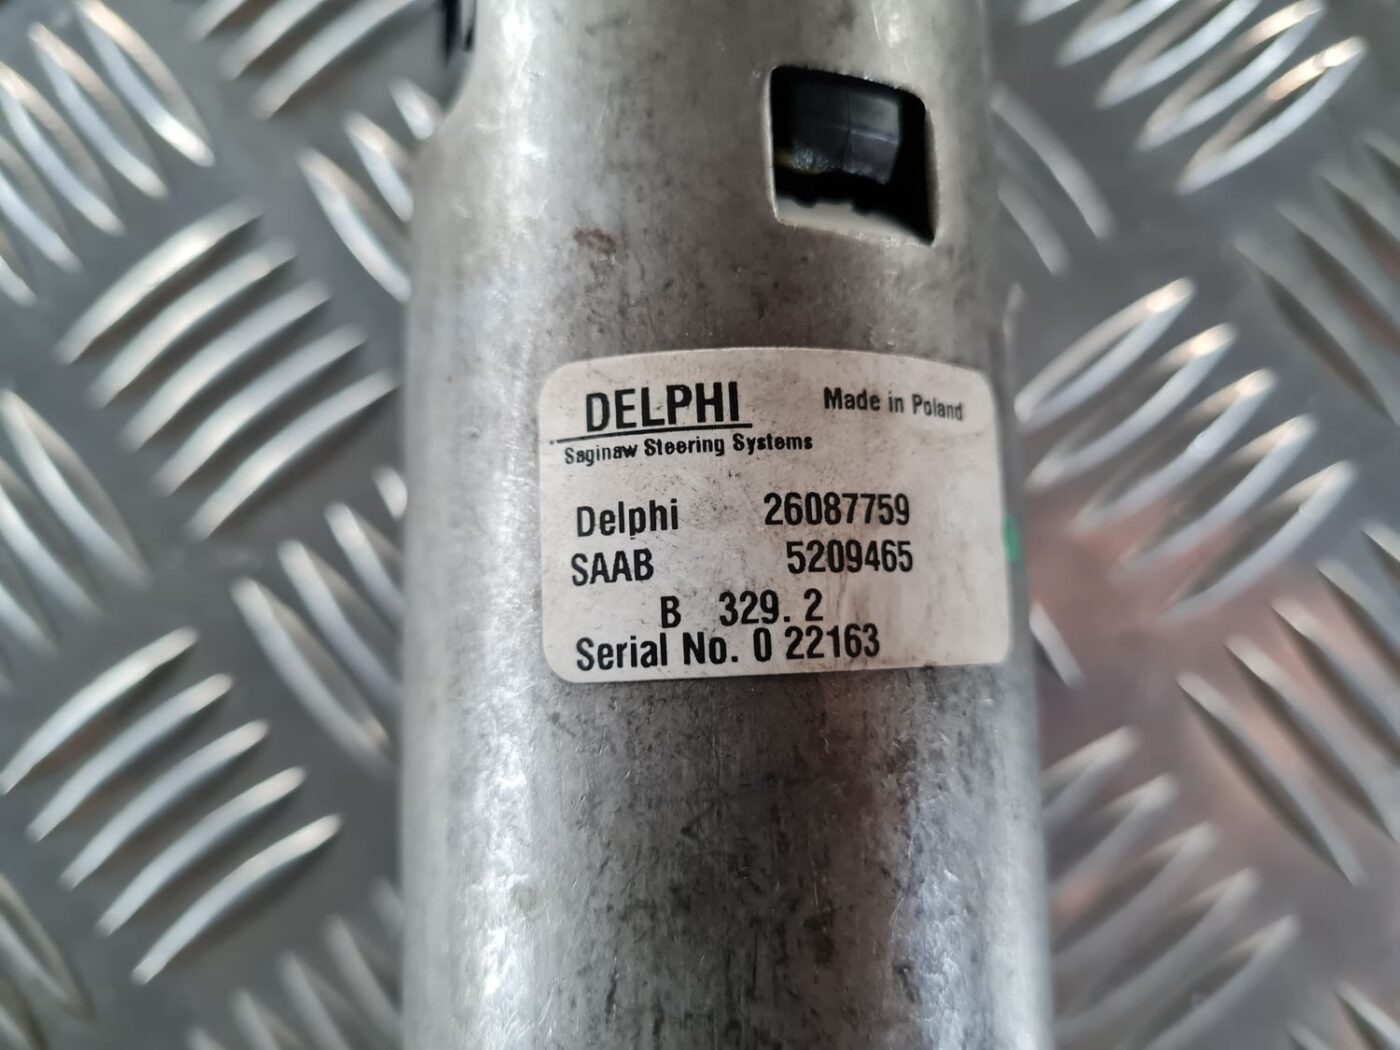 DELPHI Made in Poland
Saginaw Steering Systems
Delphi 26087759
SAAB 5209465
B 329.2
Serial No. 0 22163